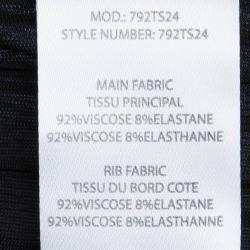 MOD.: 792TS24
STYLE NUMBER: 792TS24
MAIN FABRIC
TISSU PRINCIPAL
92%VISCOSE 8%ELASTANE
92%VISCOSE 8%ELASTHANNE
RIB FABRIC
TISSU DU BORD COTE
92%VISCOSE 8%ELASTANE
92%VISCOSE 8%ELASTHANNE